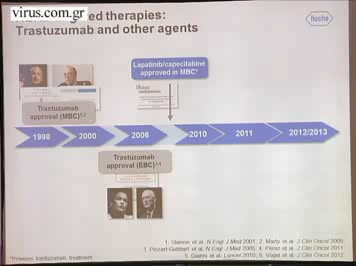 virus.com.gr
ed therapies:
Trastuzumab and other agents
Roche
Lapatinib/capecitabine
approved in MBC*
Trastuzumab
approval (MBC)1,2
1998
2000
2006
2010
2011
2012/2013
Trastuzumab
approval (EBC)3,4
1. Slamon et al. N Engl J Med 2001; 2. Marty et al. J Clin Oncol 2005;
3. Piccart-Gebhart et al. N Engl J Med 2005; 4. Perez et al. J Clin Oncol 2011
5. Gianni et al. Lancet 2010; 6. Vogel et al. J Clin Oncol 2012.
*Previous trastuzumab treatment